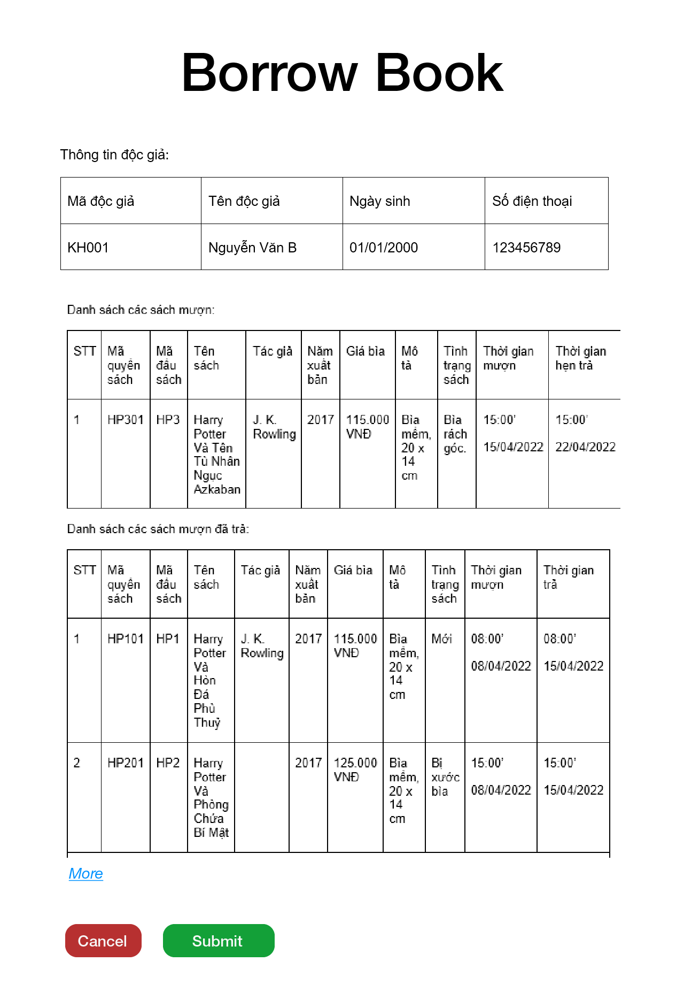 Borrow Book
Thông tin độc giả:
Mã độc giả Tên độc giả Ngày sinh Số điện thoại
KH001 Nguyễn Văn B 01/01/2000 123456789
Danh sách các sách mượn:
STT Mã quyển sách Mã đầu sách Tên sách Tác giả Năm xuất bản Giá bìa Mô tả Tình trạng sách Thời gian mượn Thời gian hẹn trả
1 HP301 HP3 Harry Potter Và Tên Tù Nhân Ngục Azkaban J. K. Rowling 2017 115.000 VNĐ Bìa mềm, 20 x 14 cm Bìa rách góc. 15:00’ 15/04/2022 15:00’ 22/04/2022
Danh sách các sách mượn đã trả:
STT Mã quyển sách Mã đầu sách Tên sách Tác giả Năm xuất bản Giá bìa Mô tả Tình trạng sách Thời gian mượn Thời gian trả
1 HP101 HP1 Harry Potter Và Hòn Đá Phù Thuỷ J. K. Rowling 2017 115.000 VNĐ Bìa mềm, 20 x 14 cm Mới 08:00’ 08/04/2022 08:00’ 15/04/2022
2 HP201 HP2 Harry Potter Và Phòng Chứa Bí Mật 2017 125.000 VNĐ Bìa mềm, 20 x 14 cm Bị xước bìa 15:00’ 08/04/2022 15:00’ 15/04/2022
More
Cancel Submit